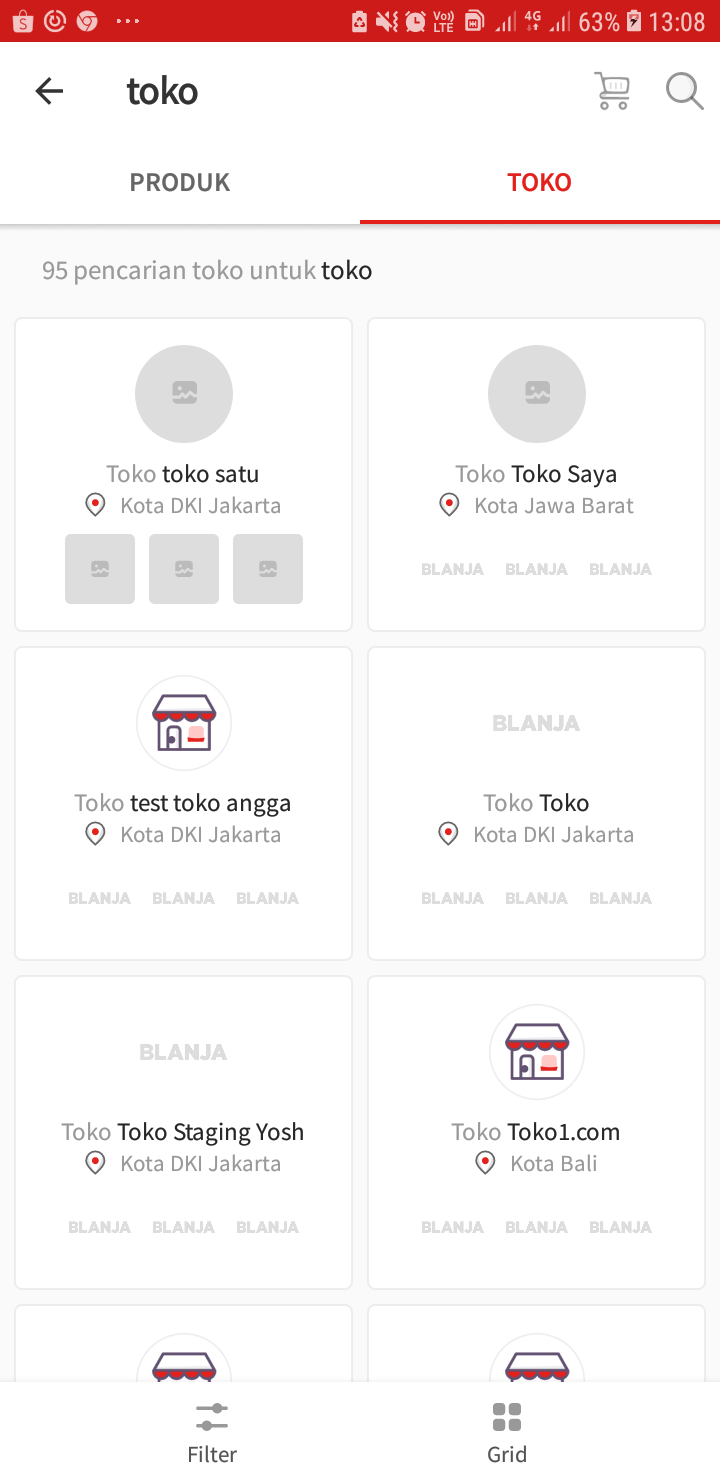 Vo)) LTE 4G 63% 13:08
toko
PRODUK TOKO
95 pencarian toko untuk toko
Toko toko satu
Kota DKI Jakarta
Toko Toko Saya
Kota Jawa Barat
BLANJA BLANJA BLANJA
Toko test toko angga
Kota DKI Jakarta
BLANJA BLANJA BLANJA
BLANJA
Toko Toko
Kota DKI Jakarta
BLANJA BLANJA BLANJA
BLANJA
Toko Toko Staging Yosh
Kota DKI Jakarta
BLANJA BLANJA BLANJA
Toko Toko1.com
Kota Bali
BLANJA BLANJA BLANJA
Filter Grid